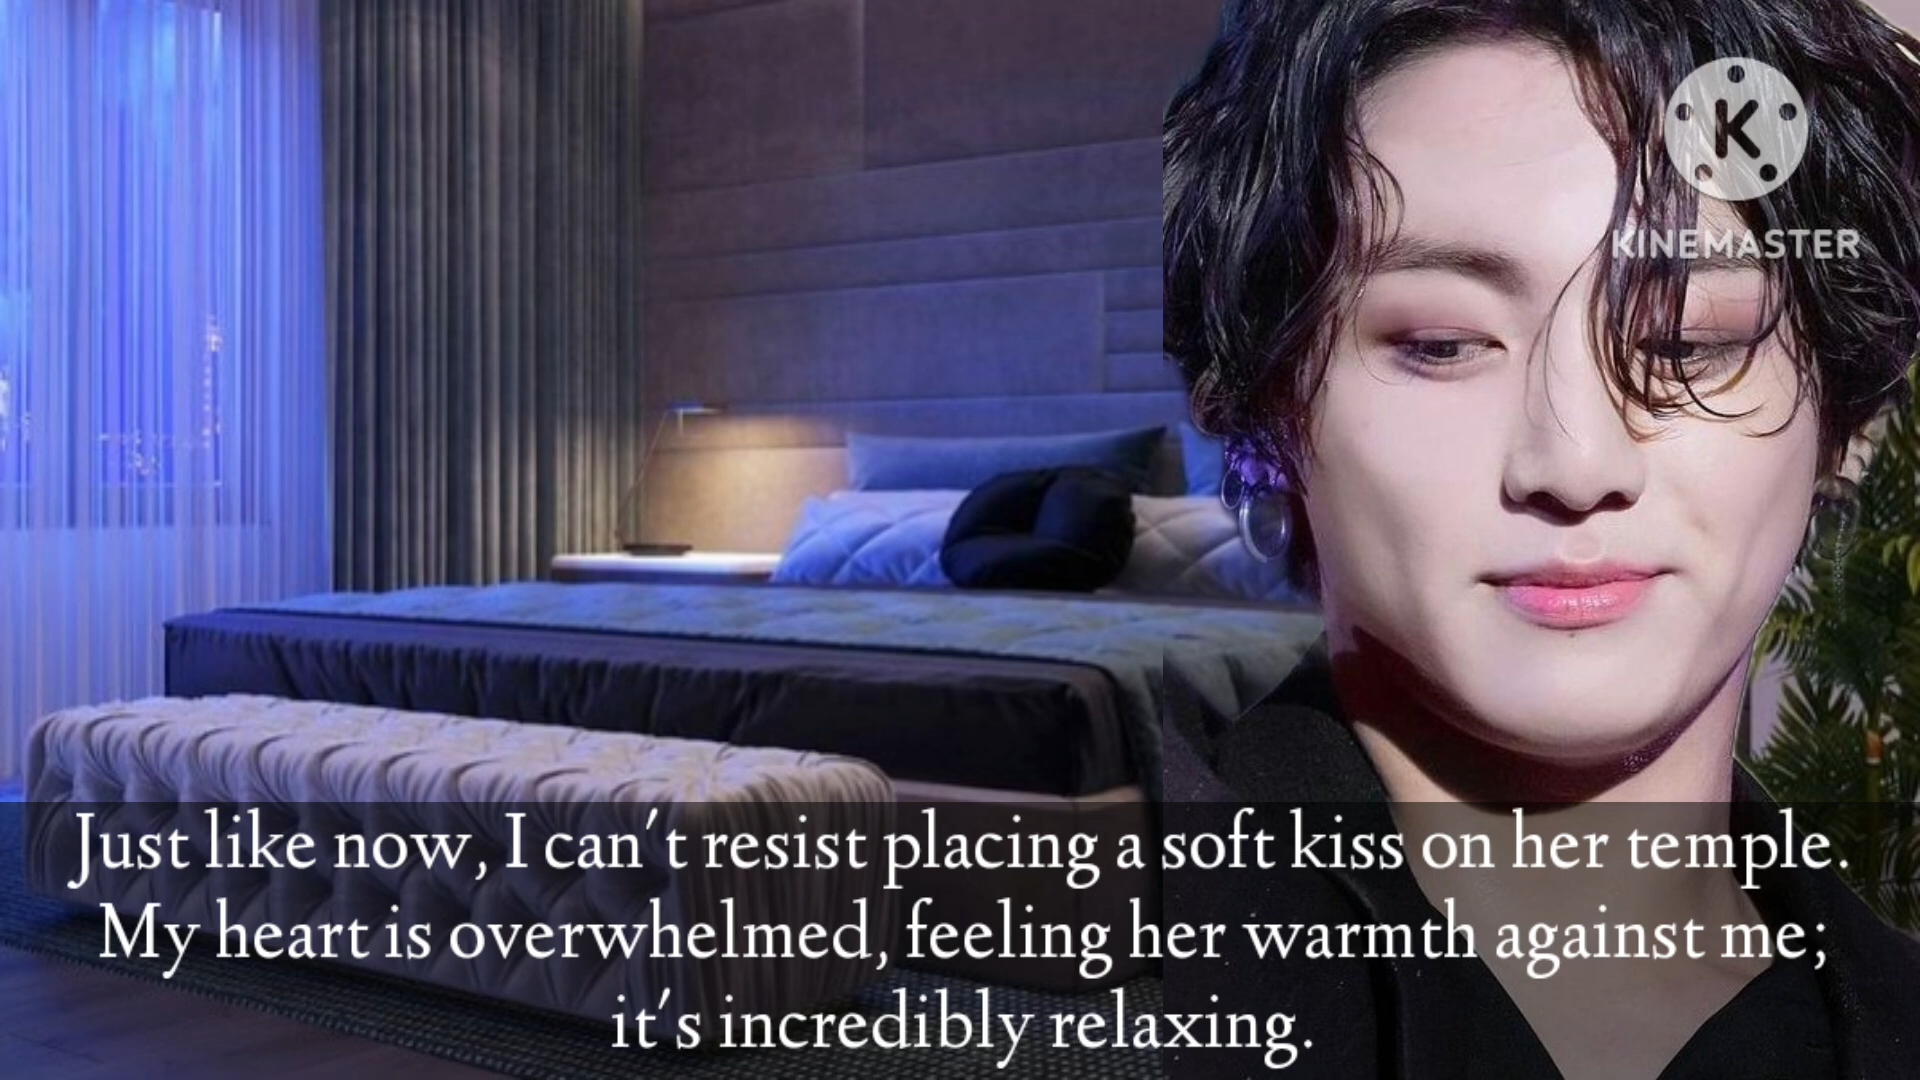 K
KINEMASTER
Just like now, I can't resist placing a soft kiss on her temple.
My heart is overwhelmed, feeling her warmth against me;
it's incredibly relaxing.